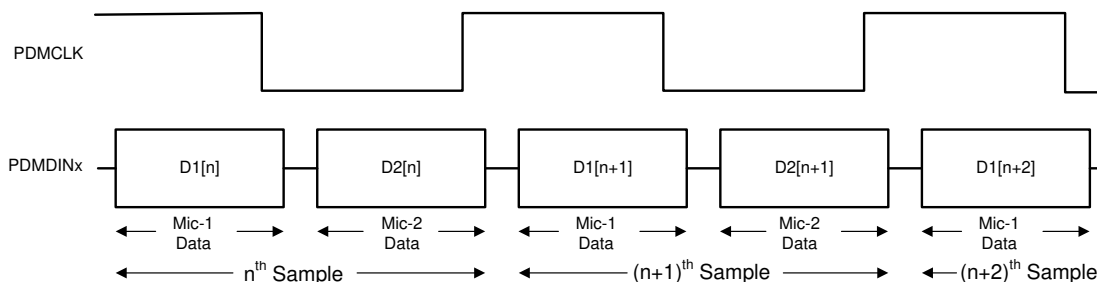 PDMCLK
PDMDINx
D1[n]
D2[n]
D1[n+1]
D2[n+1]
D1[n+2]
Mic-1
Data
Mic-2
Data
Mic-1
Data
Mic-2
Data
Mic-1
Data
nth Sample
(n+1)th Sample
(n+2)th Sample